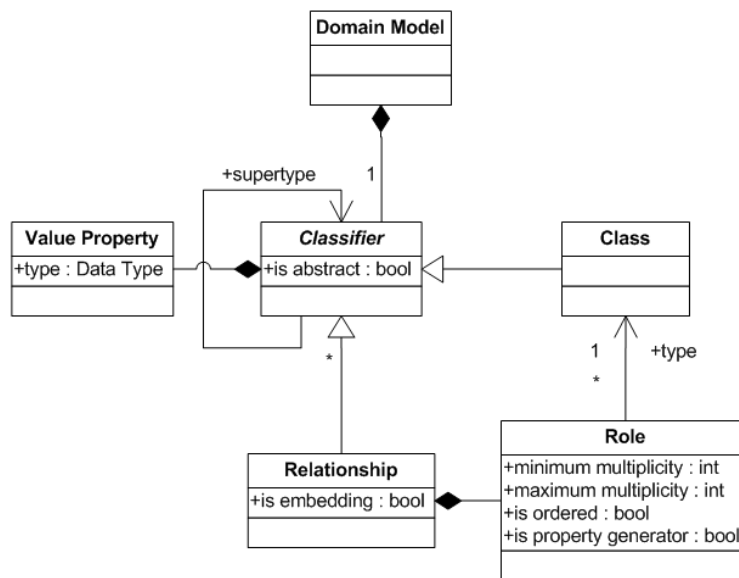 Domain Model
+supertype
1
Value Property
+type : Data Type
Classifier
+is abstract : bool
Class
*
1
+type
*
Relationship
+is embedding : bool
Role
+minimum multiplicity : int
+maximum multiplicity : int
+is ordered : bool
+is property generator : bool